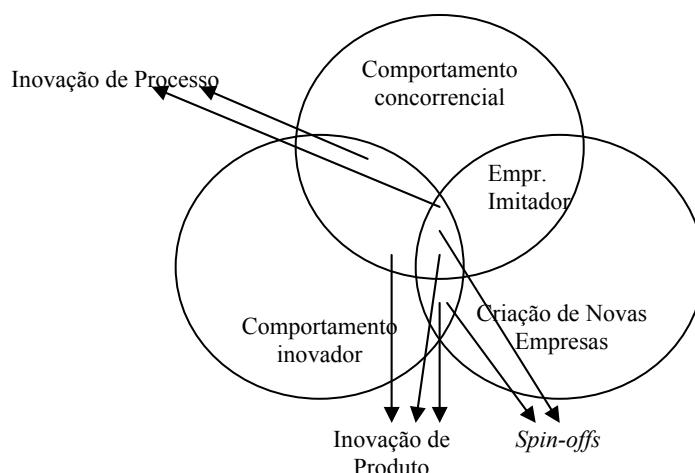 Comportamento
concorrencial
Inovação de Processo
Empr.
Imitador
Comportamento
inovador
Criação de Novas
Empresas
Inovação de
Produto
Spin-offs